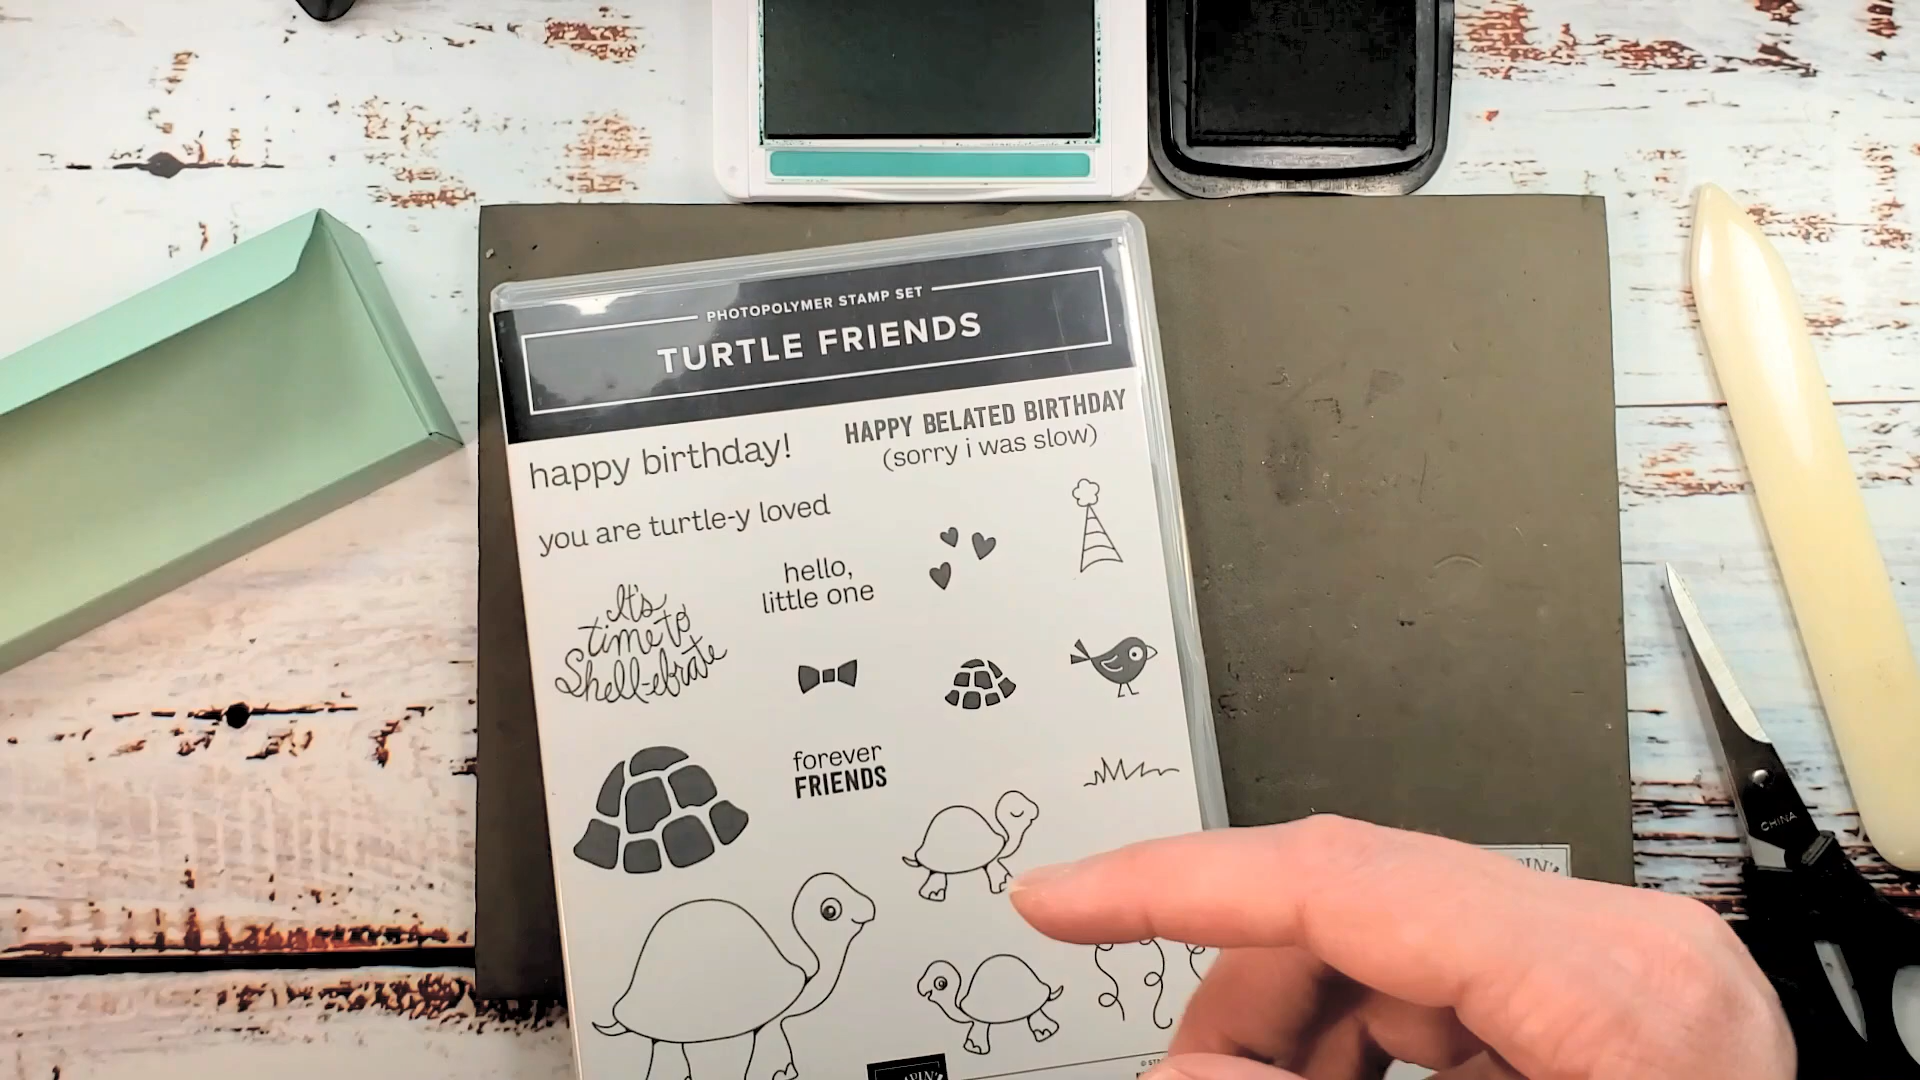 PHOTOPOLYMER STAMP SET
TURTLE FRIENDS
happy birthday!
HAPPY BELATED BIRTHDAY
(sorry i was slow)
you are turtle-y loved
hello,
little one
It's
time to
Shell-ebrate
forever
FRIENDS
CHINA